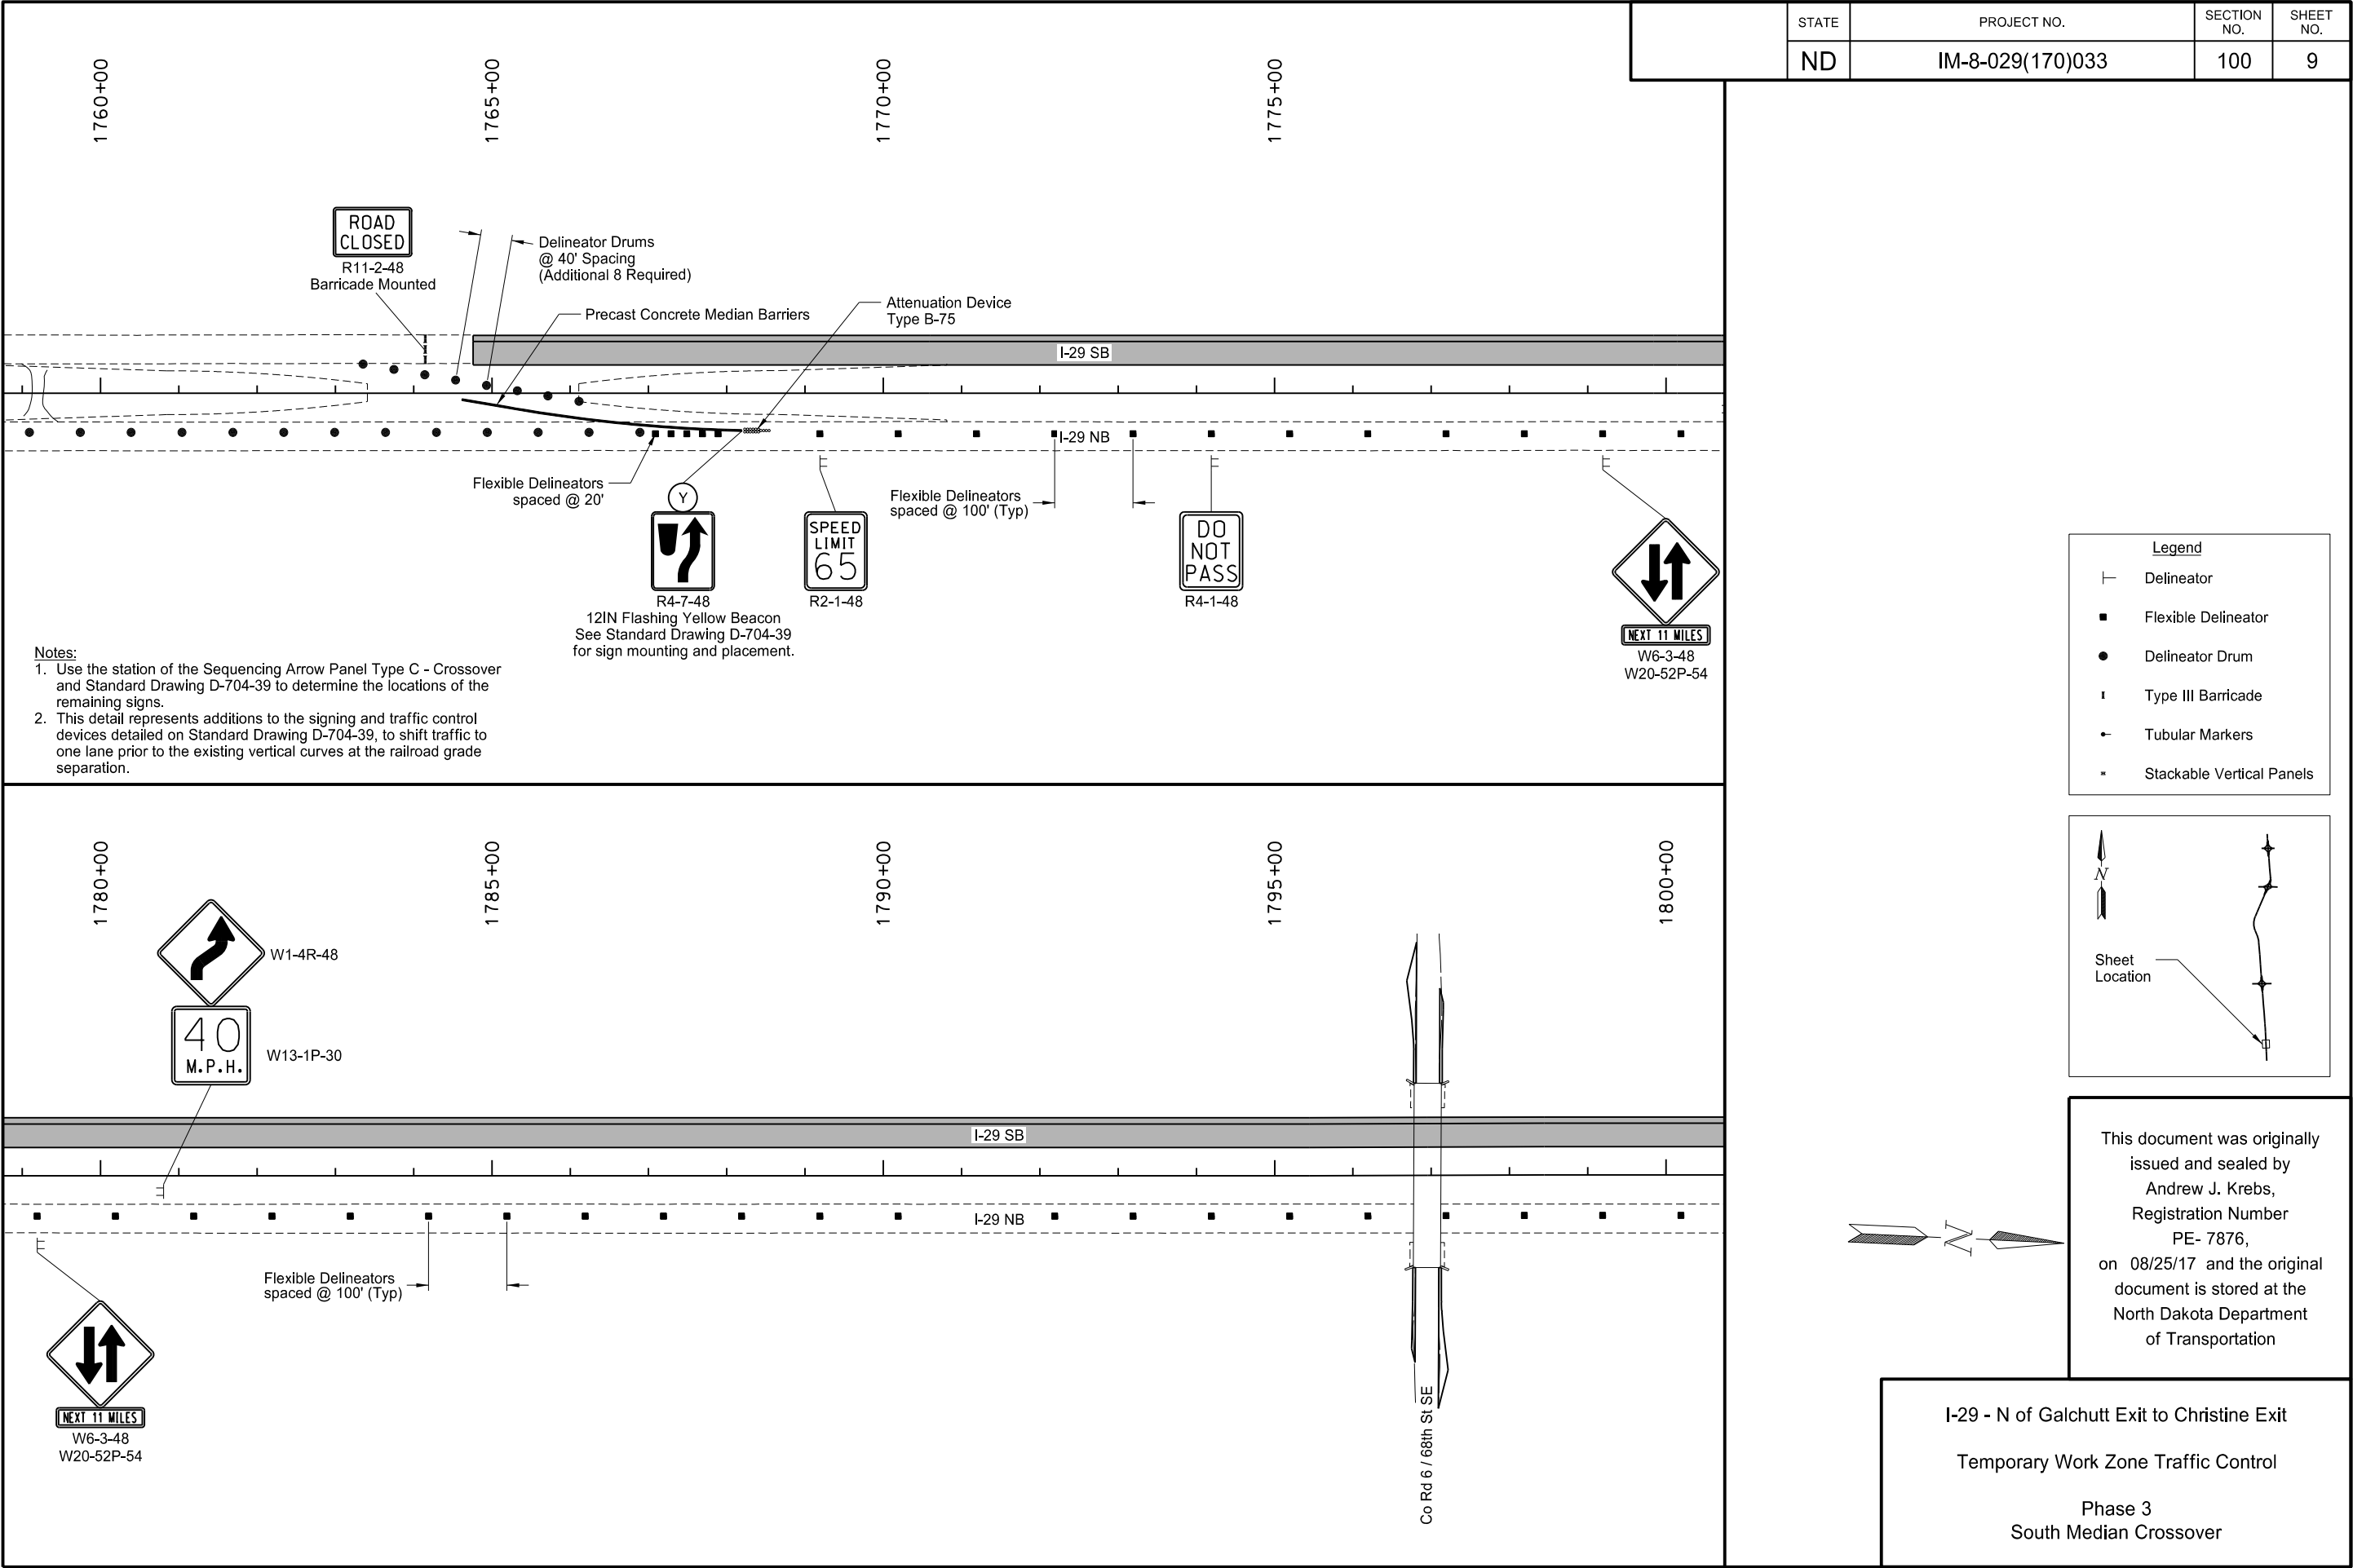 STATE
PROJECT NO.
SECTION
NO.
SHEET
NO.
ND
IM-8-029(170)033
100
9
1760+00
1765+00
1770+00
1775+00
ROAD
CLOSED
R11-2-48
Barricade Mounted
Delineator Drums
@ 40' Spacing
(Additional 8 Required)
Precast Concrete Median Barriers
Attenuation Device
Type B-75
I-29 SB
I-29 NB
Flexible Delineators
spaced @ 20'
Y
R4-7-48
12IN Flashing Yellow Beacon
See Standard Drawing D-704-39
for sign mounting and placement.
SPEED
LIMIT
65
R2-1-48
Flexible Delineators
spaced @ 100' (Typ)
DO
NOT
PASS
R4-1-48
NEXT 11 MILES
W6-3-48
W20-52P-54
Notes:
1. Use the station of the Sequencing Arrow Panel Type C - Crossover
and Standard Drawing D-704-39 to determine the locations of the
remaining signs.
2. This detail represents additions to the signing and traffic control
devices detailed on Standard Drawing D-704-39, to shift traffic to
one lane prior to the existing vertical curves at the railroad grade
separation.
Legend
Delineator
Flexible Delineator
Delineator Drum
Type III Barricade
Tubular Markers
Stackable Vertical Panels
1780+00
1785+00
1790+00
1795+00
1800+00
W1-4R-48
40
M.P.H.
W13-1P-30
I-29 SB
I-29 NB
Flexible Delineators
spaced @ 100' (Typ)
NEXT 11 MILES
W6-3-48
W20-52P-54
Co Rd 6 / 68th St SE
N
Sheet
Location
N
This document was originally
issued and sealed by
Andrew J. Krebs,
Registration Number
PE- 7876,
on 08/25/17 and the original
document is stored at the
North Dakota Department
of Transportation
I-29 - N of Galchutt Exit to Christine Exit
Temporary Work Zone Traffic Control
Phase 3
South Median Crossover